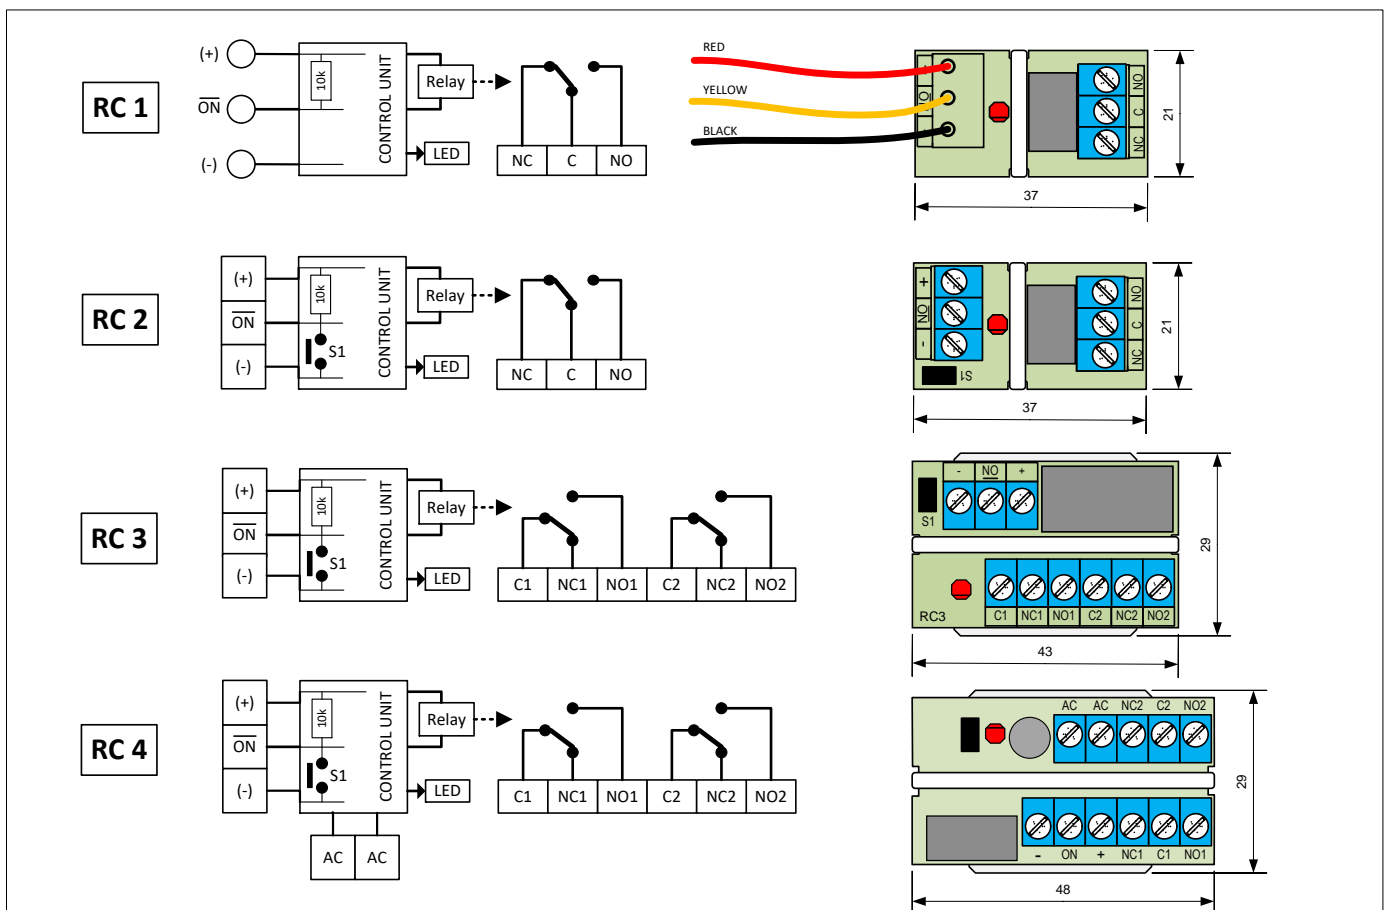 RC 1
(+)
ON
(-)
10k
CONTROL UNIT
Relay
LED
NC C NO
RED
YELLOW
BLACK
+
ON
NO
C
NC
21
37
RC 2
(+)
ON
(-)
10k
S1
CONTROL UNIT
Relay
LED
NC C NO
+
ON
-
S1
NO
C
NC
21
37
RC 3
(+)
ON
(-)
10k
S1
CONTROL UNIT
Relay
LED
C1 NC1 NO1 C2 NC2 NO2
- NO +
S1
RC3
C1 NC1 NO1 C2 NC2 NO2
29
43
RC 4
(+)
ON
(-)
10k
S1
CONTROL UNIT
Relay
LED
C1 NC1 NO1 C2 NC2 NO2
AC AC
AC AC NC2 C2 NO2
- ON + NC1 C1 NO1
29
48